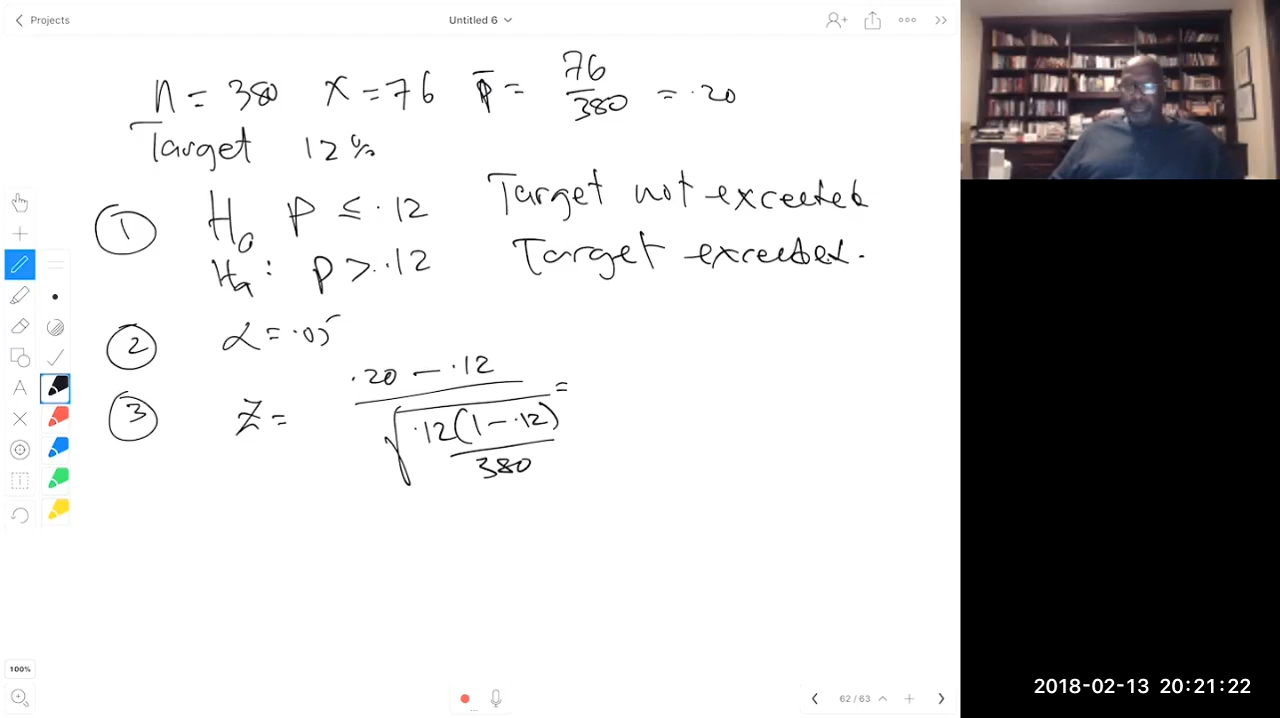 Projects
Untitled 6
n = 380 x = 76 p̄ = 76/380 = .20
Target 12%
① H₀ P ≤ .12 Target not exceeded
Hₐ: P > .12 Target exceeded.
② α = .05
③ Z = .20 - .12 / √.12(1 - .12)/380 =
A
100%
62/63
2018-02-13 20:21:22